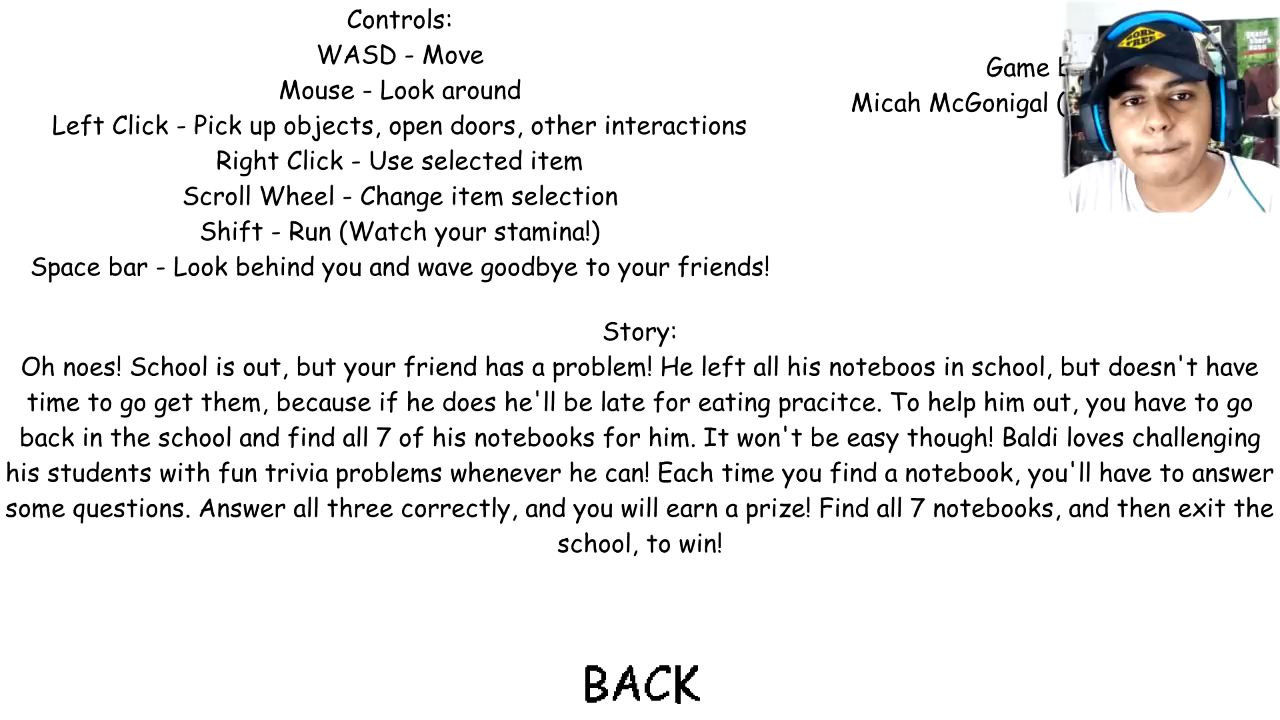 Controls:
WASD - Move
Mouse - Look around
Left Click - Pick up objects, open doors, other interactions
Right Click - Use selected item
Scroll Wheel - Change item selection
Shift - Run (Watch your stamina!)
Space bar - Look behind you and wave goodbye to your friends!
Game
Micah McGonigal (
BORN
FREE
grand theft
auto
Story:
Oh noes! School is out, but your friend has a problem! He left all his noteboos in school, but doesn't have
time to go get them, because if he does he'll be late for eating pracitce. To help him out, you have to go
back in the school and find all 7 of his notebooks for him. It won't be easy though! Baldi loves challenging
his students with fun trivia problems whenever he can! Each time you find a notebook, you'll have to answer
some questions. Answer all three correctly, and you will earn a prize! Find all 7 notebooks, and then exit the
school, to win!
BACK